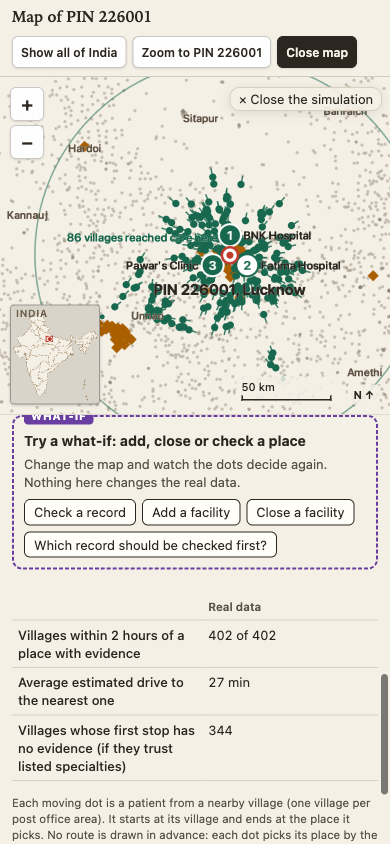 Map of PIN 226001
Show all of India
Zoom to PIN 226001
Close map
+
−
× Close the simulation
Sitapur
Bahraich
Hardoi
Kannauj
86 villages reached care here
1
BNK Hospital
Pawar's Clinic
3
2
Fatima Hospital
PIN 226001, Lucknow
Unnao
INDIA
50 km
Amethi
N ↑
WHAT-IF
Try a what-if: add, close or check a place
Change the map and watch the dots decide again.
Nothing here changes the real data.
Check a record
Add a facility
Close a facility
Which record should be checked first?
Real data
Villages within 2 hours of a
place with evidence
402 of 402
Average estimated drive to
the nearest one
27 min
Villages whose first stop has
no evidence (if they trust
listed specialties)
344
Each moving dot is a patient from a nearby village (one village per
post office area). It starts at its village and ends at the place it
picks. No route is drawn in advance: each dot picks its place by the